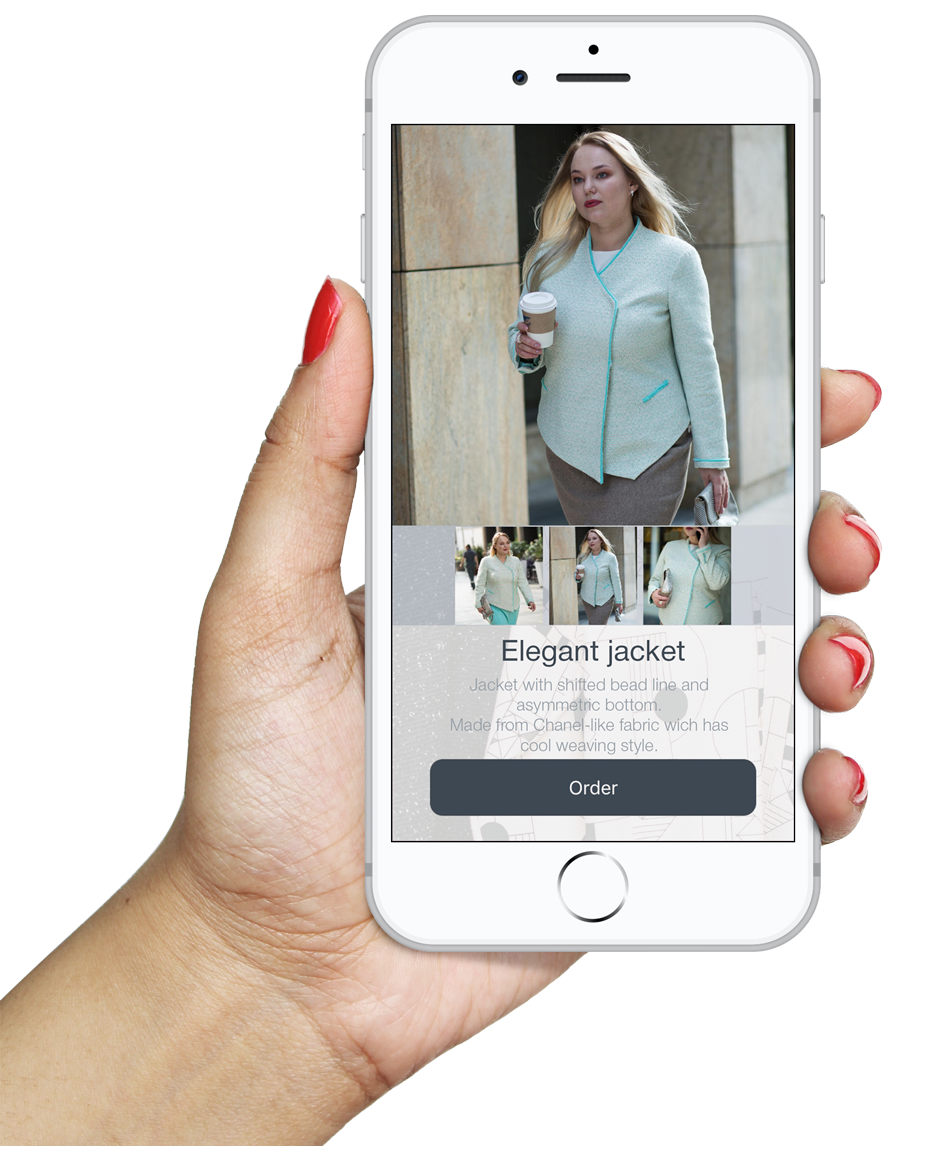 Elegant jacket
Jacket with shifted bead line and
asymmetric bottom.
Made from Chanel-like fabric wich has
cool weaving style.
Order